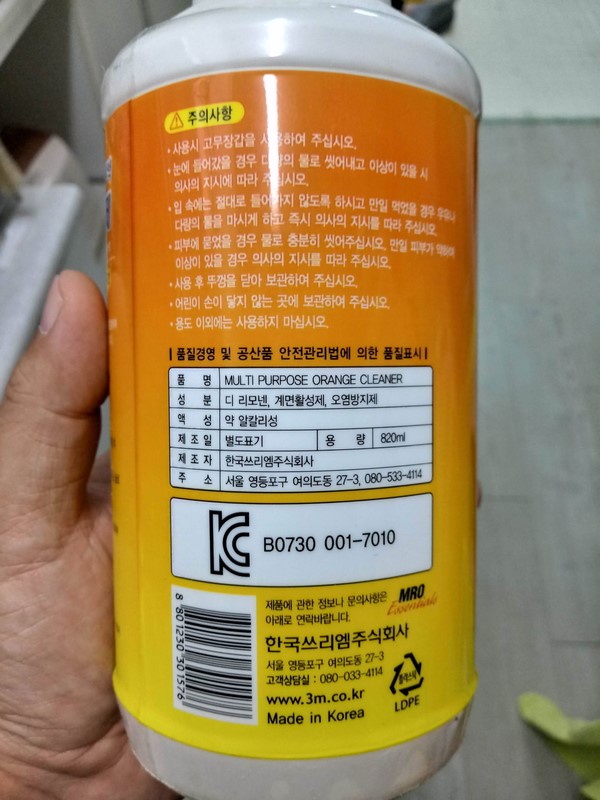 주의사항
• 사용시 고무장갑을 사용하여 주십시오.
• 눈에 들어갔을 경우 다량의 물로 씻어내고 이상이 있을 시
의사의 지시에 따라 주십시오.
• 입 속에는 절대로 들어가지 않도록 하시고 만일 먹었을 경우 우유나
다량의 물을 마시게 하고 즉시 의사의 지시를 따라 주십시오.
• 피부에 묻었을 경우 물로 충분히 씻어주십시오. 만일 피부가 약하여
이상이 있을 경우 의사의 지시를 따라 주십시오.
• 사용 후 뚜껑을 닫아 보관하여 주십시오.
• 어린이 손이 닿지 않는 곳에 보관하여 주십시오.
• 용도 이외에는 사용하지 마십시오.
| 품질경영 및 공산품 안전관리법에 의한 품질표시 |
품 명 MULTI PURPOSE ORANGE CLEANER
성 분 디 리모넨, 계면활성제, 오염방지제
액 성 약 알칼리성
제 조 일 별도표기 용 량 820ml
제 조 자 한국쓰리엠주식회사
주 소 서울 영등포구 여의도동 27-3, 080-533-4114
KC B0730 001-7010
8 801230 301576
제품에 관한 정보나 문의사항은
아래로 연락바랍니다.
MRO
Essentials
한국쓰리엠주식회사
서울 영등포구 여의도동 27-3
고객상담실 : 080-033-4114
www.3m.co.kr
Made in Korea
플라스틱
LDPE